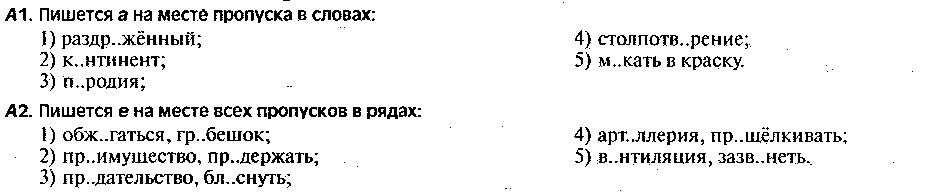 А1. Пишется а на месте пропуска в словах:
1) раздр..жённый;
2) к..нтинент;
3) п..родия;
4) столпотв..рение;
5) м..кать в краску.
А2. Пишется е на месте всех пропусков в рядах:
1) обж..гаться, гр..бешок;
2) пр..имущество, пр..держать;
3) пр..дательство, бл..снуть;
4) арт..ллерия, пр..щёлкивать;
5) в..нтиляция, зазв..неть.